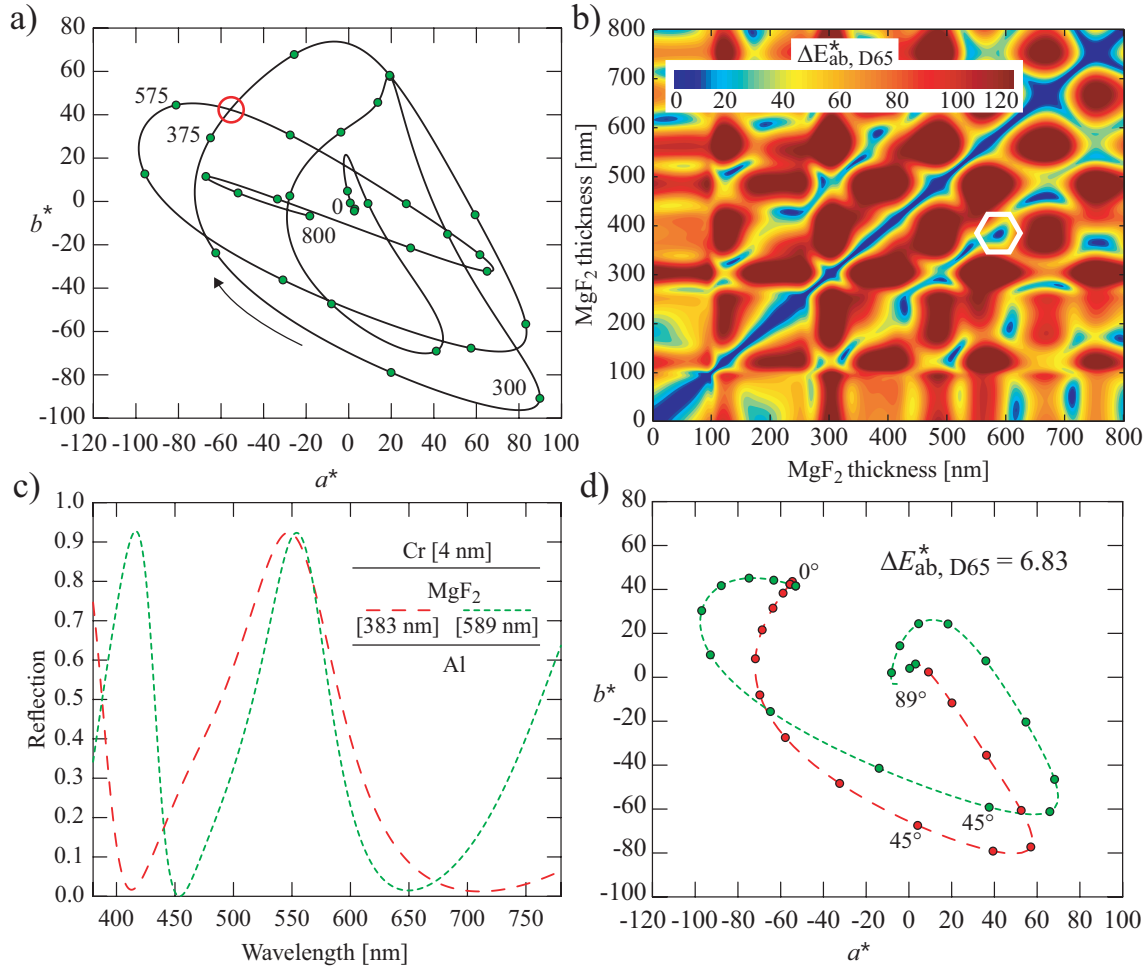 a)
80
60
40
20
0
-20
-40
-60
-80
-100
b*
575
375
0
800
300
-120 -100 -80 -60 -40 -20 0 20 40 60 80 100
a*
b)
800
700
600
500
400
300
200
100
0
MgF2 thickness [nm]
ΔE*ab, D65
0 20 40 60 80 100 120
0 100 200 300 400 500 600 700 800
MgF2 thickness [nm]
c)
1.0
0.9
0.8
0.7
0.6
0.5
0.4
0.3
0.2
0.1
0.0
Reflection
Cr [4 nm]
MgF2
[383 nm] [589 nm]
Al
400 450 500 550 600 650 700 750
Wavelength [nm]
d)
80
60
40
20
0
-20
-40
-60
-80
-100
b*
ΔE*ab, D65 = 6.83
0°
89°
45°
45°
-120 -100 -80 -60 -40 -20 0 20 40 60 80 100
a*